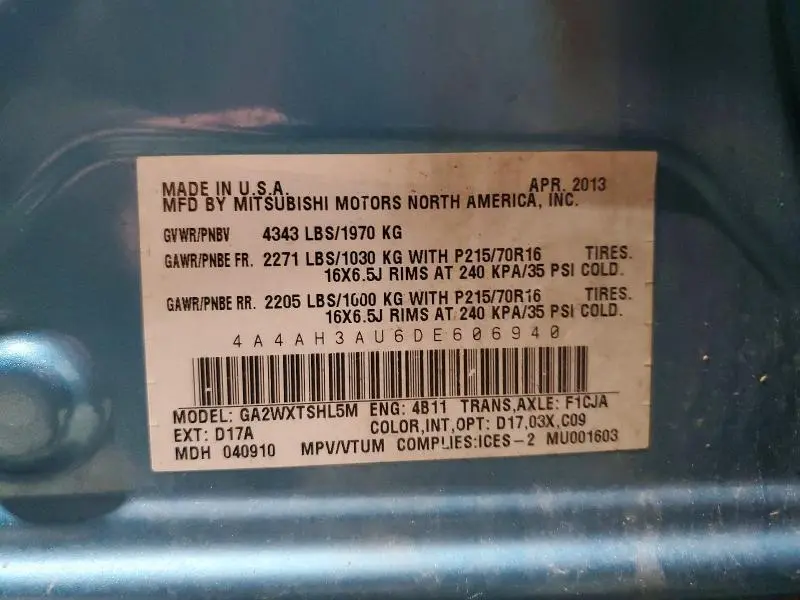 MADE IN U.S.A. APR. 2013
MFD BY MITSUBISHI MOTORS NORTH AMERICA, INC.
GVWR/PNBV 4343 LBS/1970 KG
GAWR/PNBE FR. 2271 LBS/1030 KG WITH P215/70R16 TIRES.
16X6.5J RIMS AT 240 KPA/35 PSI COLD.
GAWR/PNBE RR. 2205 LBS/1000 KG WITH P215/70R16 TIRES.
16X6.5J RIMS AT 240 KPA/35 PSI COLD.
4A4AH3AU6DE606940
MODEL: GA2WXTSHL5M ENG: 4B11 TRANS,AXLE: F1CJA
EXT: D17A COLOR,INT,OPT: D17,03X,C09
MDH 040910 MPV/VTUM COMPLIES:ICES-2 MU001603